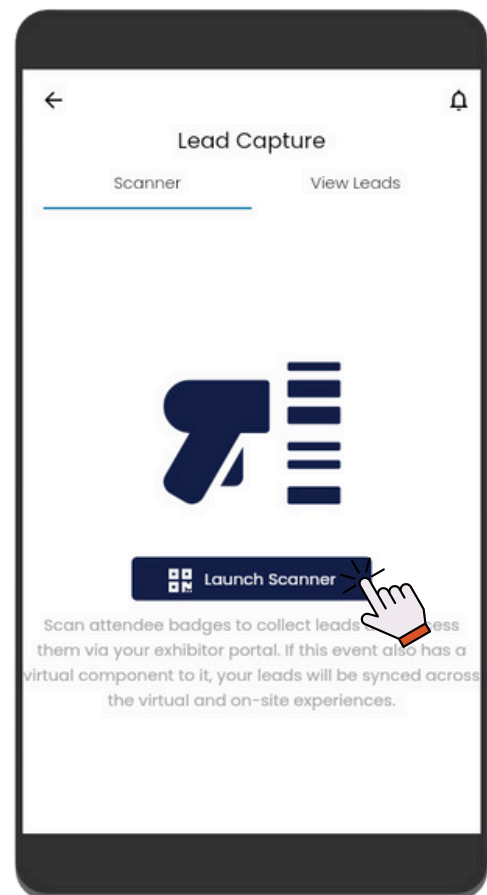 Lead Capture
Scanner View Leads
Launch Scanner
Scan attendee badges to collect leads ess
them via your exhibitor portal. If this event also has a
virtual component to it, your leads will be synced across
the virtual and on-site experiences.